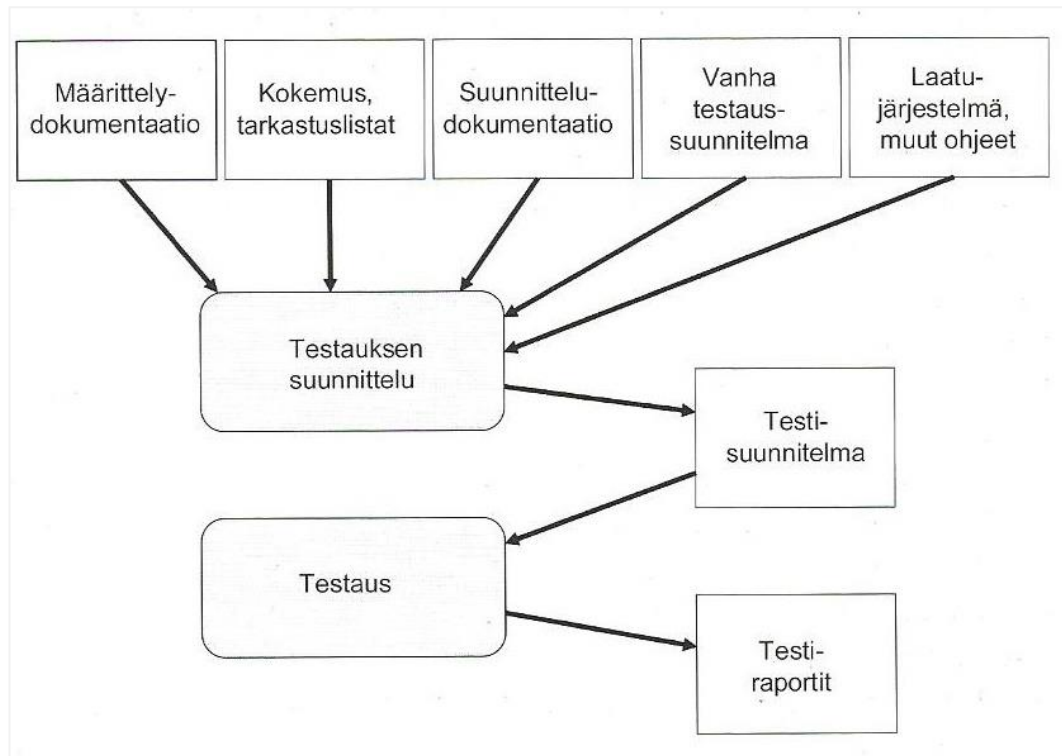 Määrittely-
dokumentaatio
Kokemus,
tarkastuslistat
Suunnittelu-
dokumentaatio
Vanha
testaus-
suunnitelma
Laatu-
järjestelmä,
muut ohjeet
Testauksen
suunnittelu
Testi-
suunnitelma
Testaus
Testi-
raportit